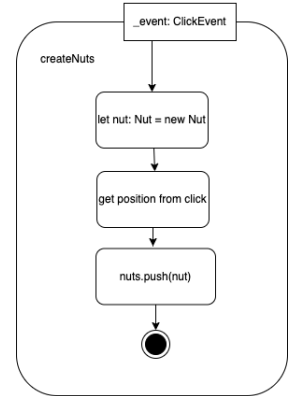 _event: ClickEvent
createNuts
let nut: Nut = new Nut
get position from click
nuts.push(nut)